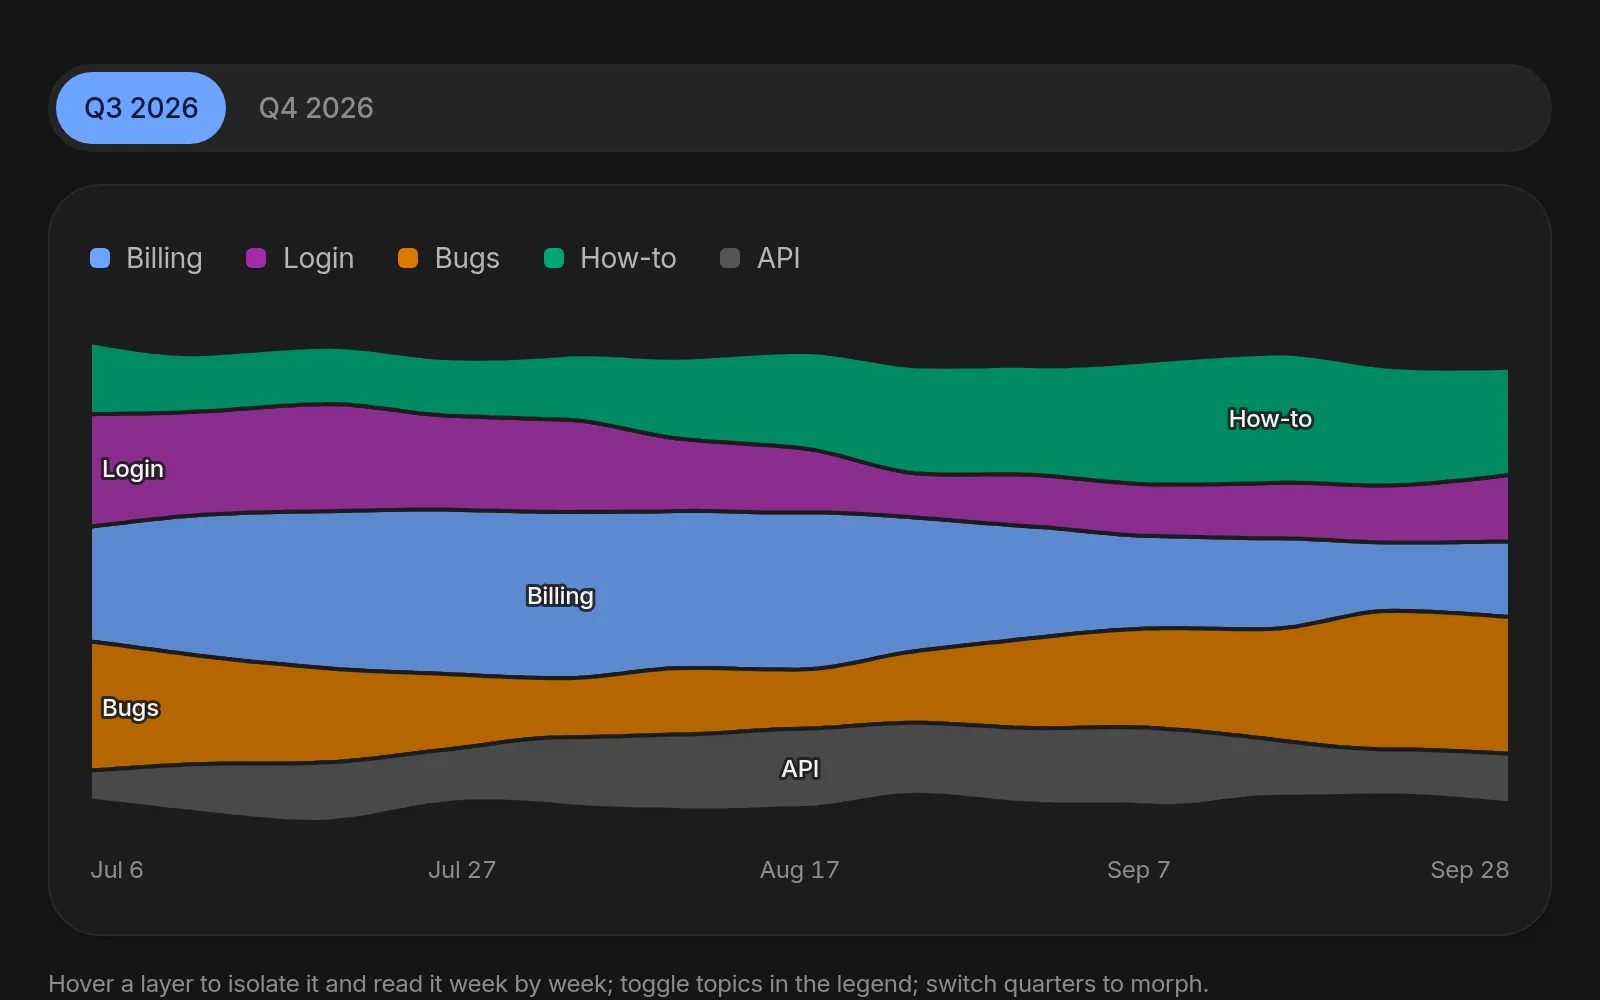 Q3 2026 Q4 2026
Billing Login Bugs How-to API
How-to
Login
Billing
Bugs
API
Jul 6 Jul 27 Aug 17 Sep 7 Sep 28
Hover a layer to isolate it and read it week by week; toggle topics in the legend; switch quarters to morph.